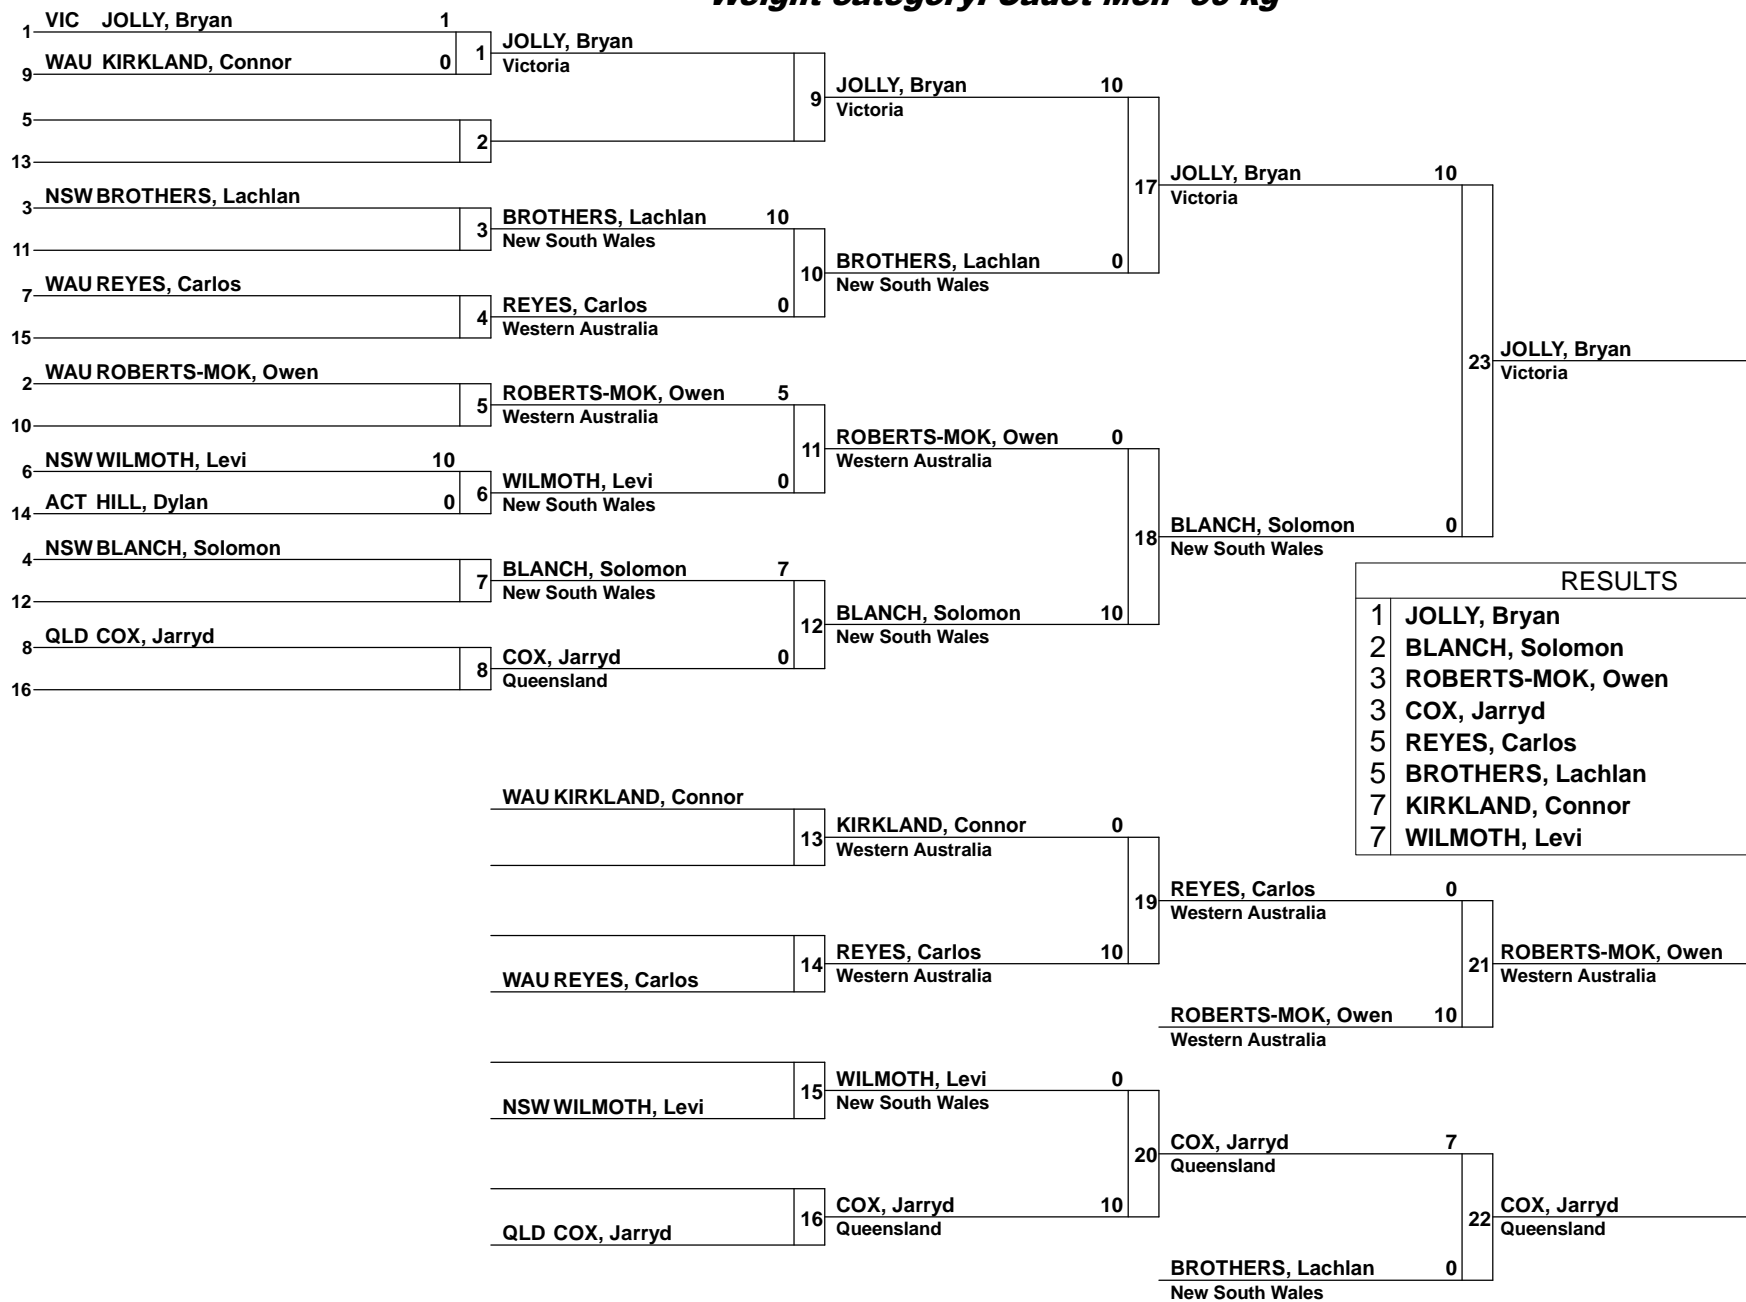 1 VIC JOLLY, Bryan 1
9 WAU KIRKLAND, Connor 0
1
5
13
2
3 NSW BROTHERS, Lachlan
11
3
7 WAU REYES, Carlos
15
4
2 WAU ROBERTS-MOK, Owen
10
5
6 NSW WILMOTH, Levi 10
14 ACT HILL, Dylan 0
6
4 NSW BLANCH, Solomon
12
7
8 QLD COX, Jarryd
16
8
JOLLY, Bryan
Victoria
9
BROTHERS, Lachlan 10
New South Wales
10
REYES, Carlos 0
Western Australia
ROBERTS-MOK, Owen 5
Western Australia
11
WILMOTH, Levi 0
New South Wales
BLANCH, Solomon 7
New South Wales
12
COX, Jarryd 0
Queensland
JOLLY, Bryan 10
Victoria
17
BROTHERS, Lachlan 0
New South Wales
ROBERTS-MOK, Owen 0
Western Australia
18
BLANCH, Solomon 10
New South Wales
JOLLY, Bryan 10
Victoria
23
BLANCH, Solomon 0
New South Wales
JOLLY, Bryan
Victoria
RESULTS
1 JOLLY, Bryan
2 BLANCH, Solomon
3 ROBERTS-MOK, Owen
3 COX, Jarryd
5 REYES, Carlos
5 BROTHERS, Lachlan
7 KIRKLAND, Connor
7 WILMOTH, Levi
WAU KIRKLAND, Connor
13
WAU REYES, Carlos
14
NSW WILMOTH, Levi
15
QLD COX, Jarryd
16
KIRKLAND, Connor 0
Western Australia
19
REYES, Carlos 10
Western Australia
WILMOTH, Levi 0
New South Wales
20
COX, Jarryd 10
Queensland
REYES, Carlos 0
Western Australia
21
ROBERTS-MOK, Owen 10
Western Australia
COX, Jarryd 7
Queensland
22
BROTHERS, Lachlan 0
New South Wales
ROBERTS-MOK, Owen
Western Australia
COX, Jarryd
Queensland